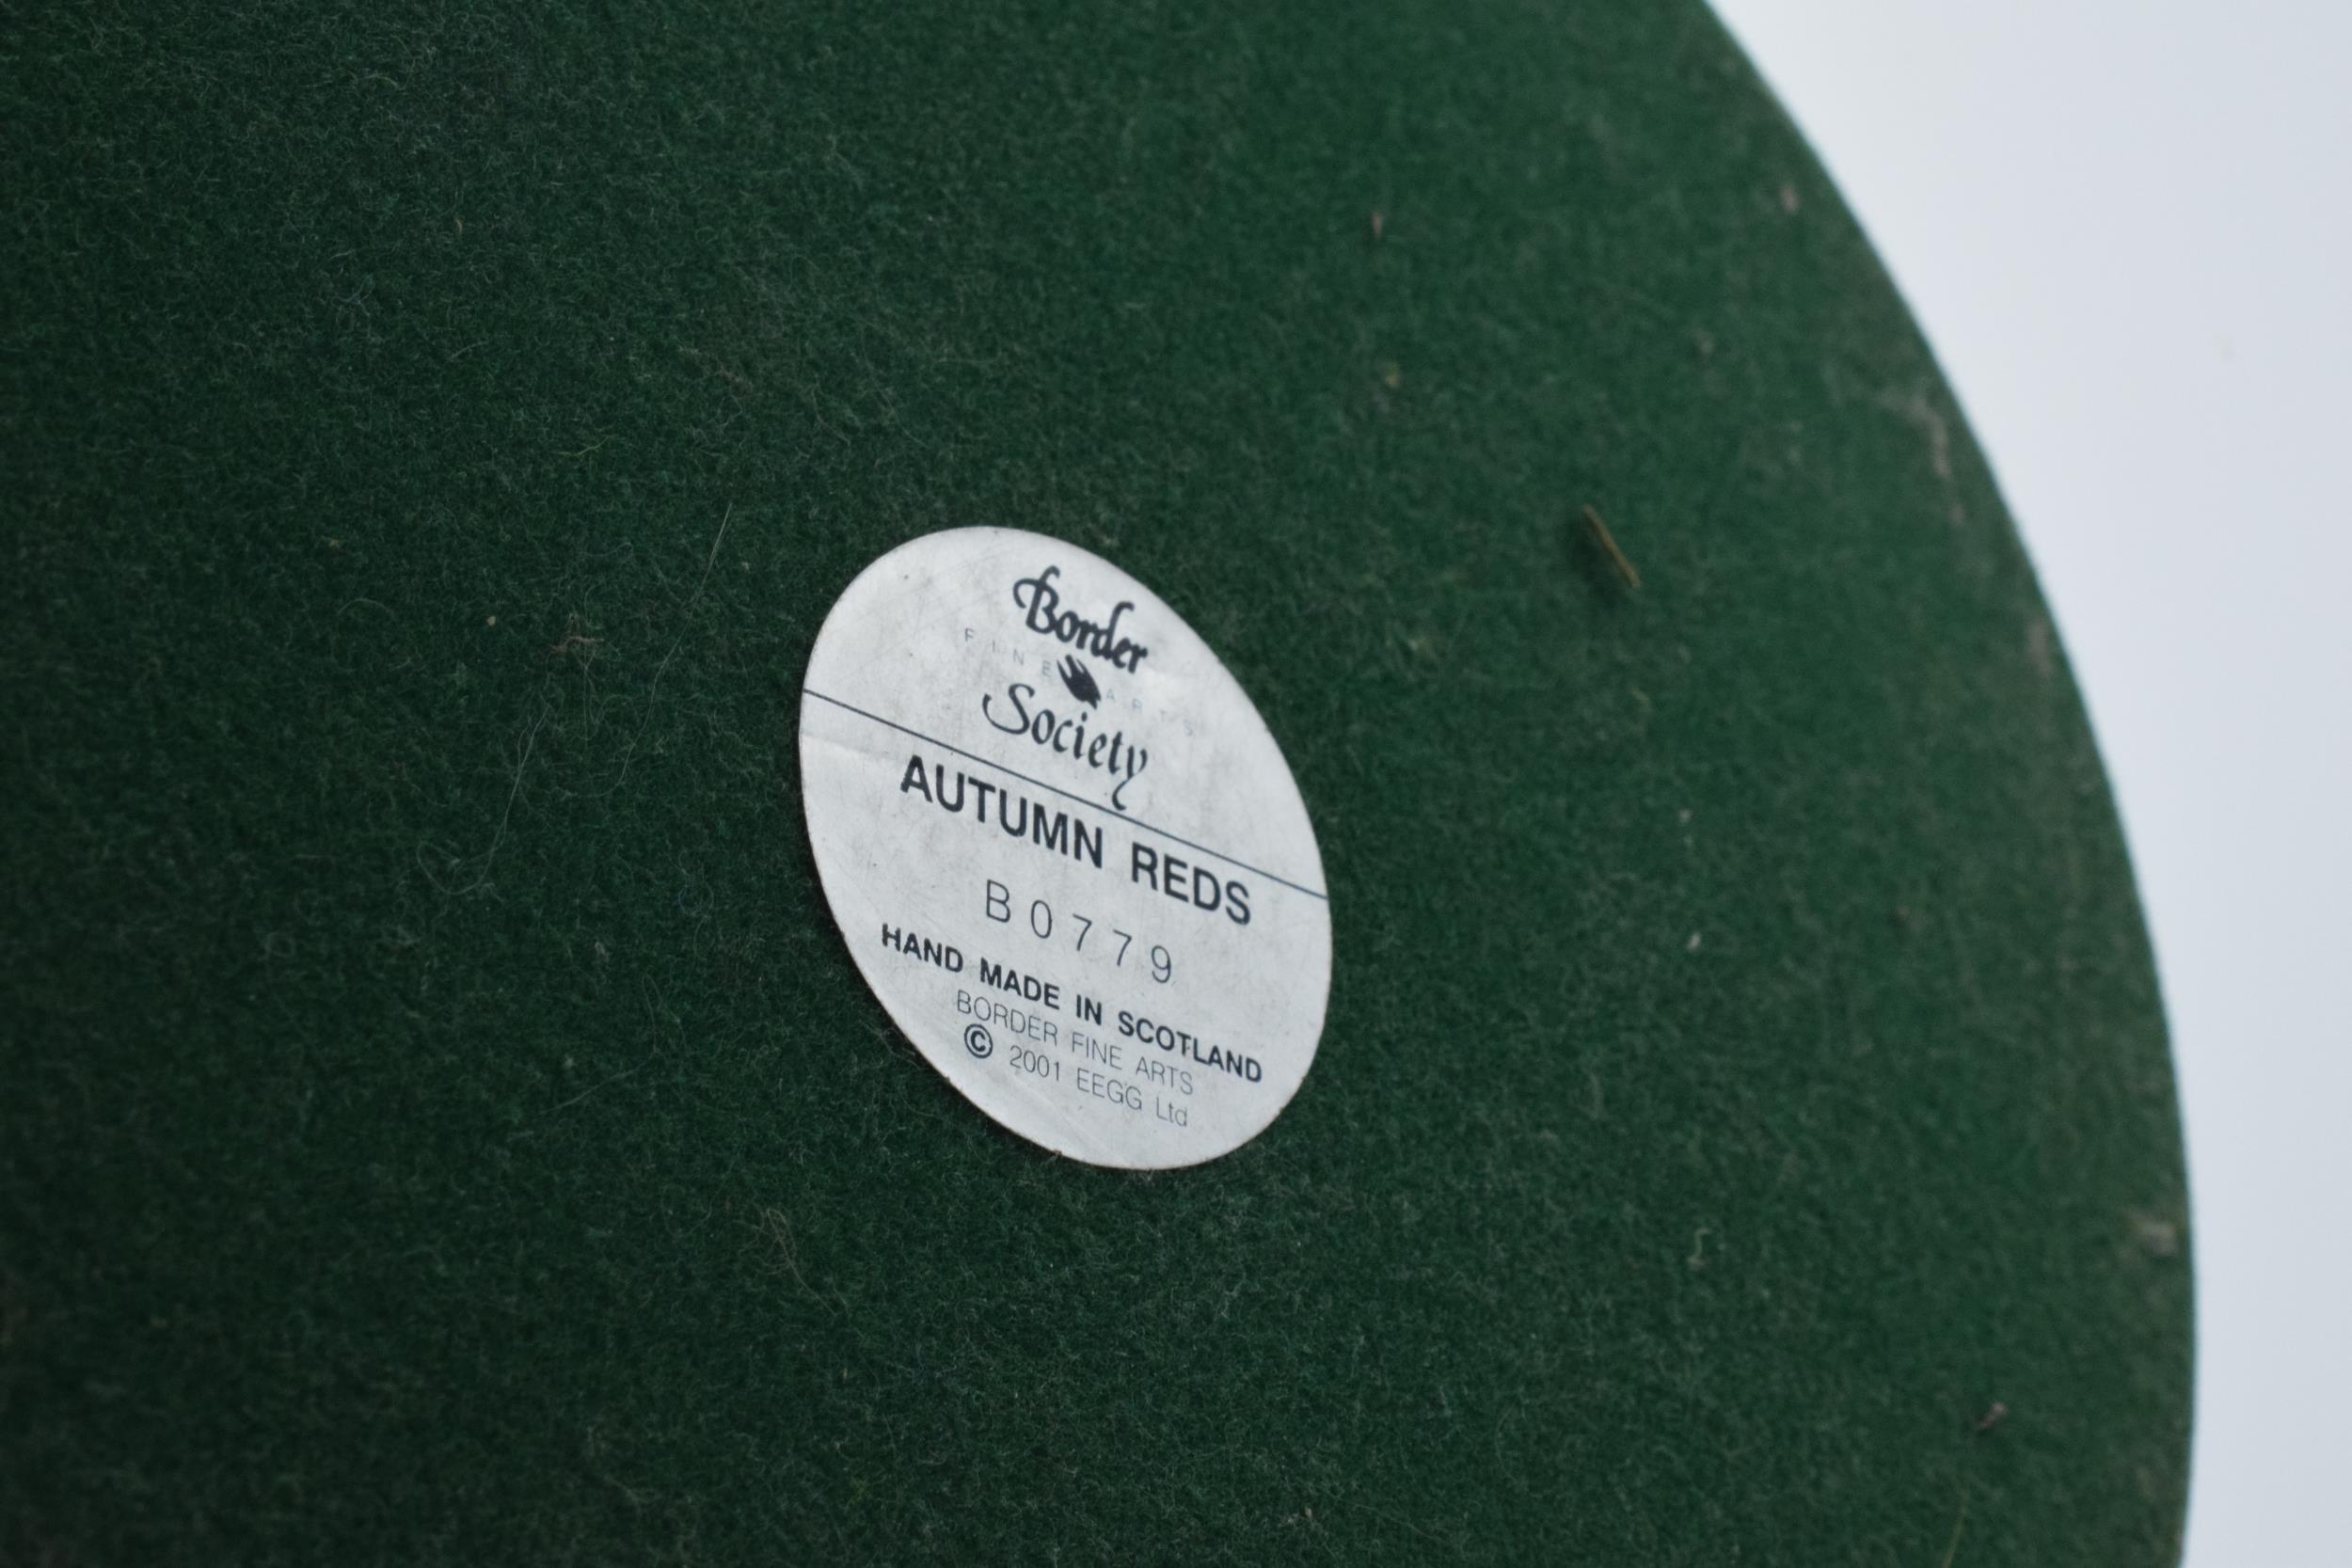 Border
FINE ARTS
Society
AUTUMN REDS
B0779
HAND MADE IN SCOTLAND
BORDER FINE ARTS
© 2001 EEGG Ltd